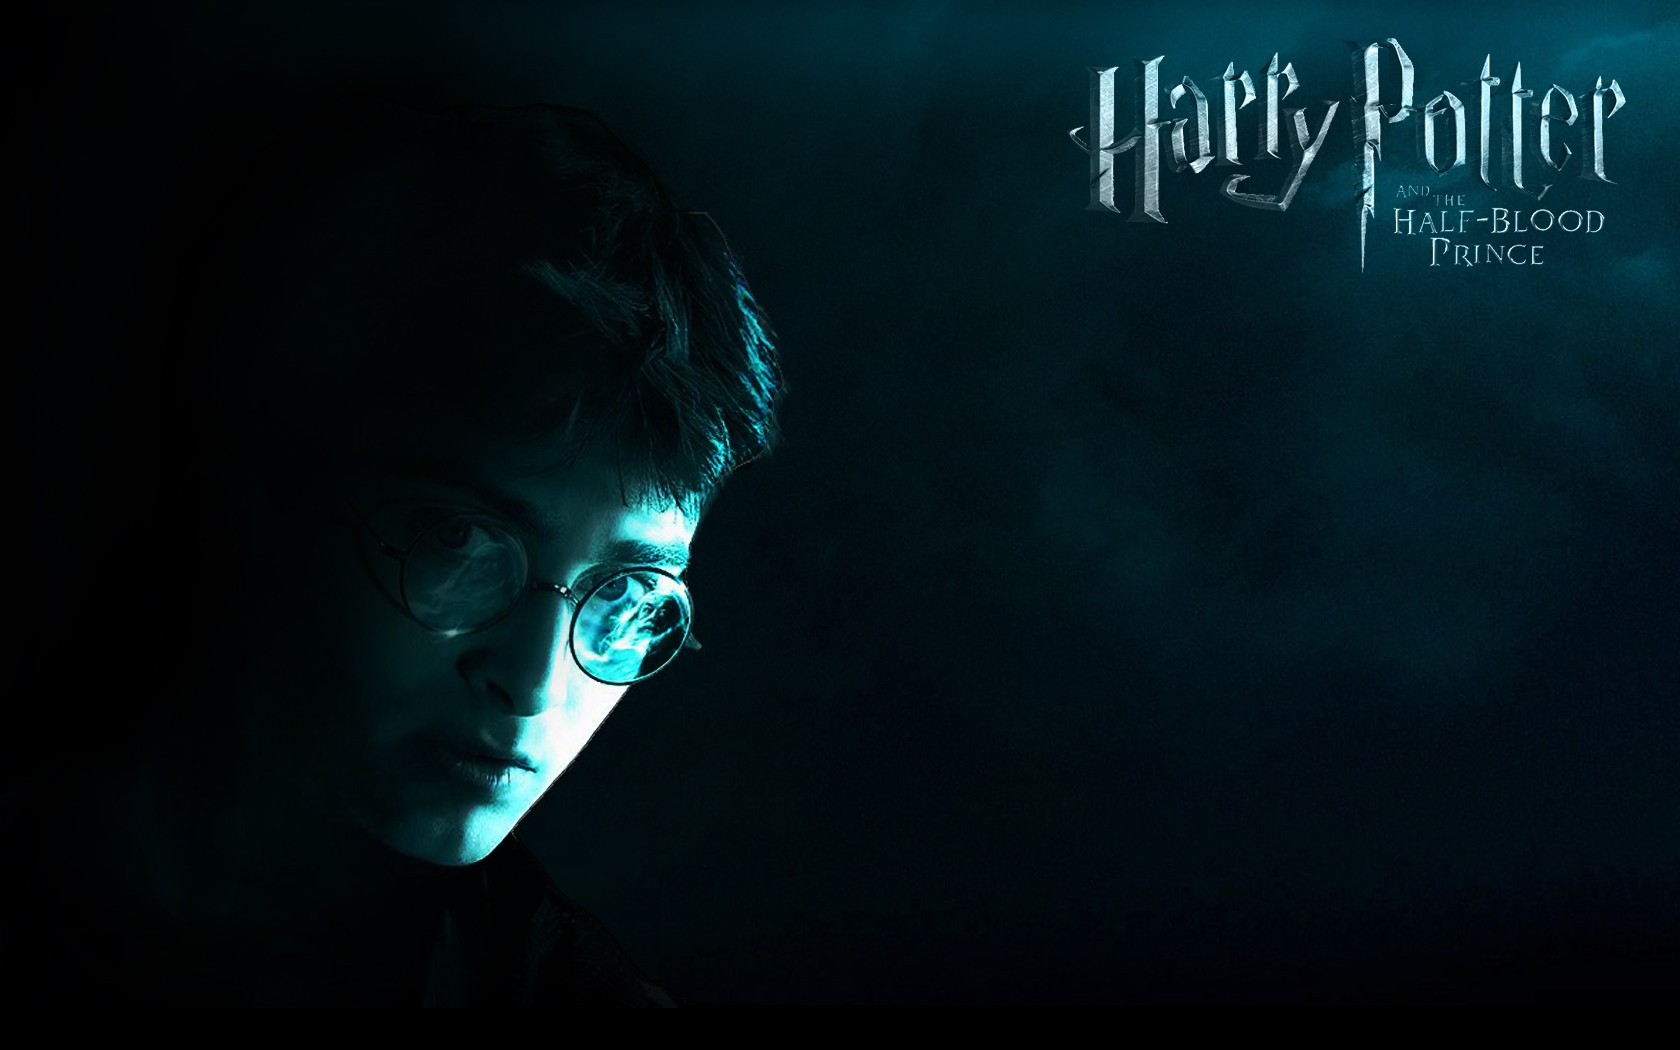 Harry Potter
AND THE
HALF-BLOOD
PRINCE